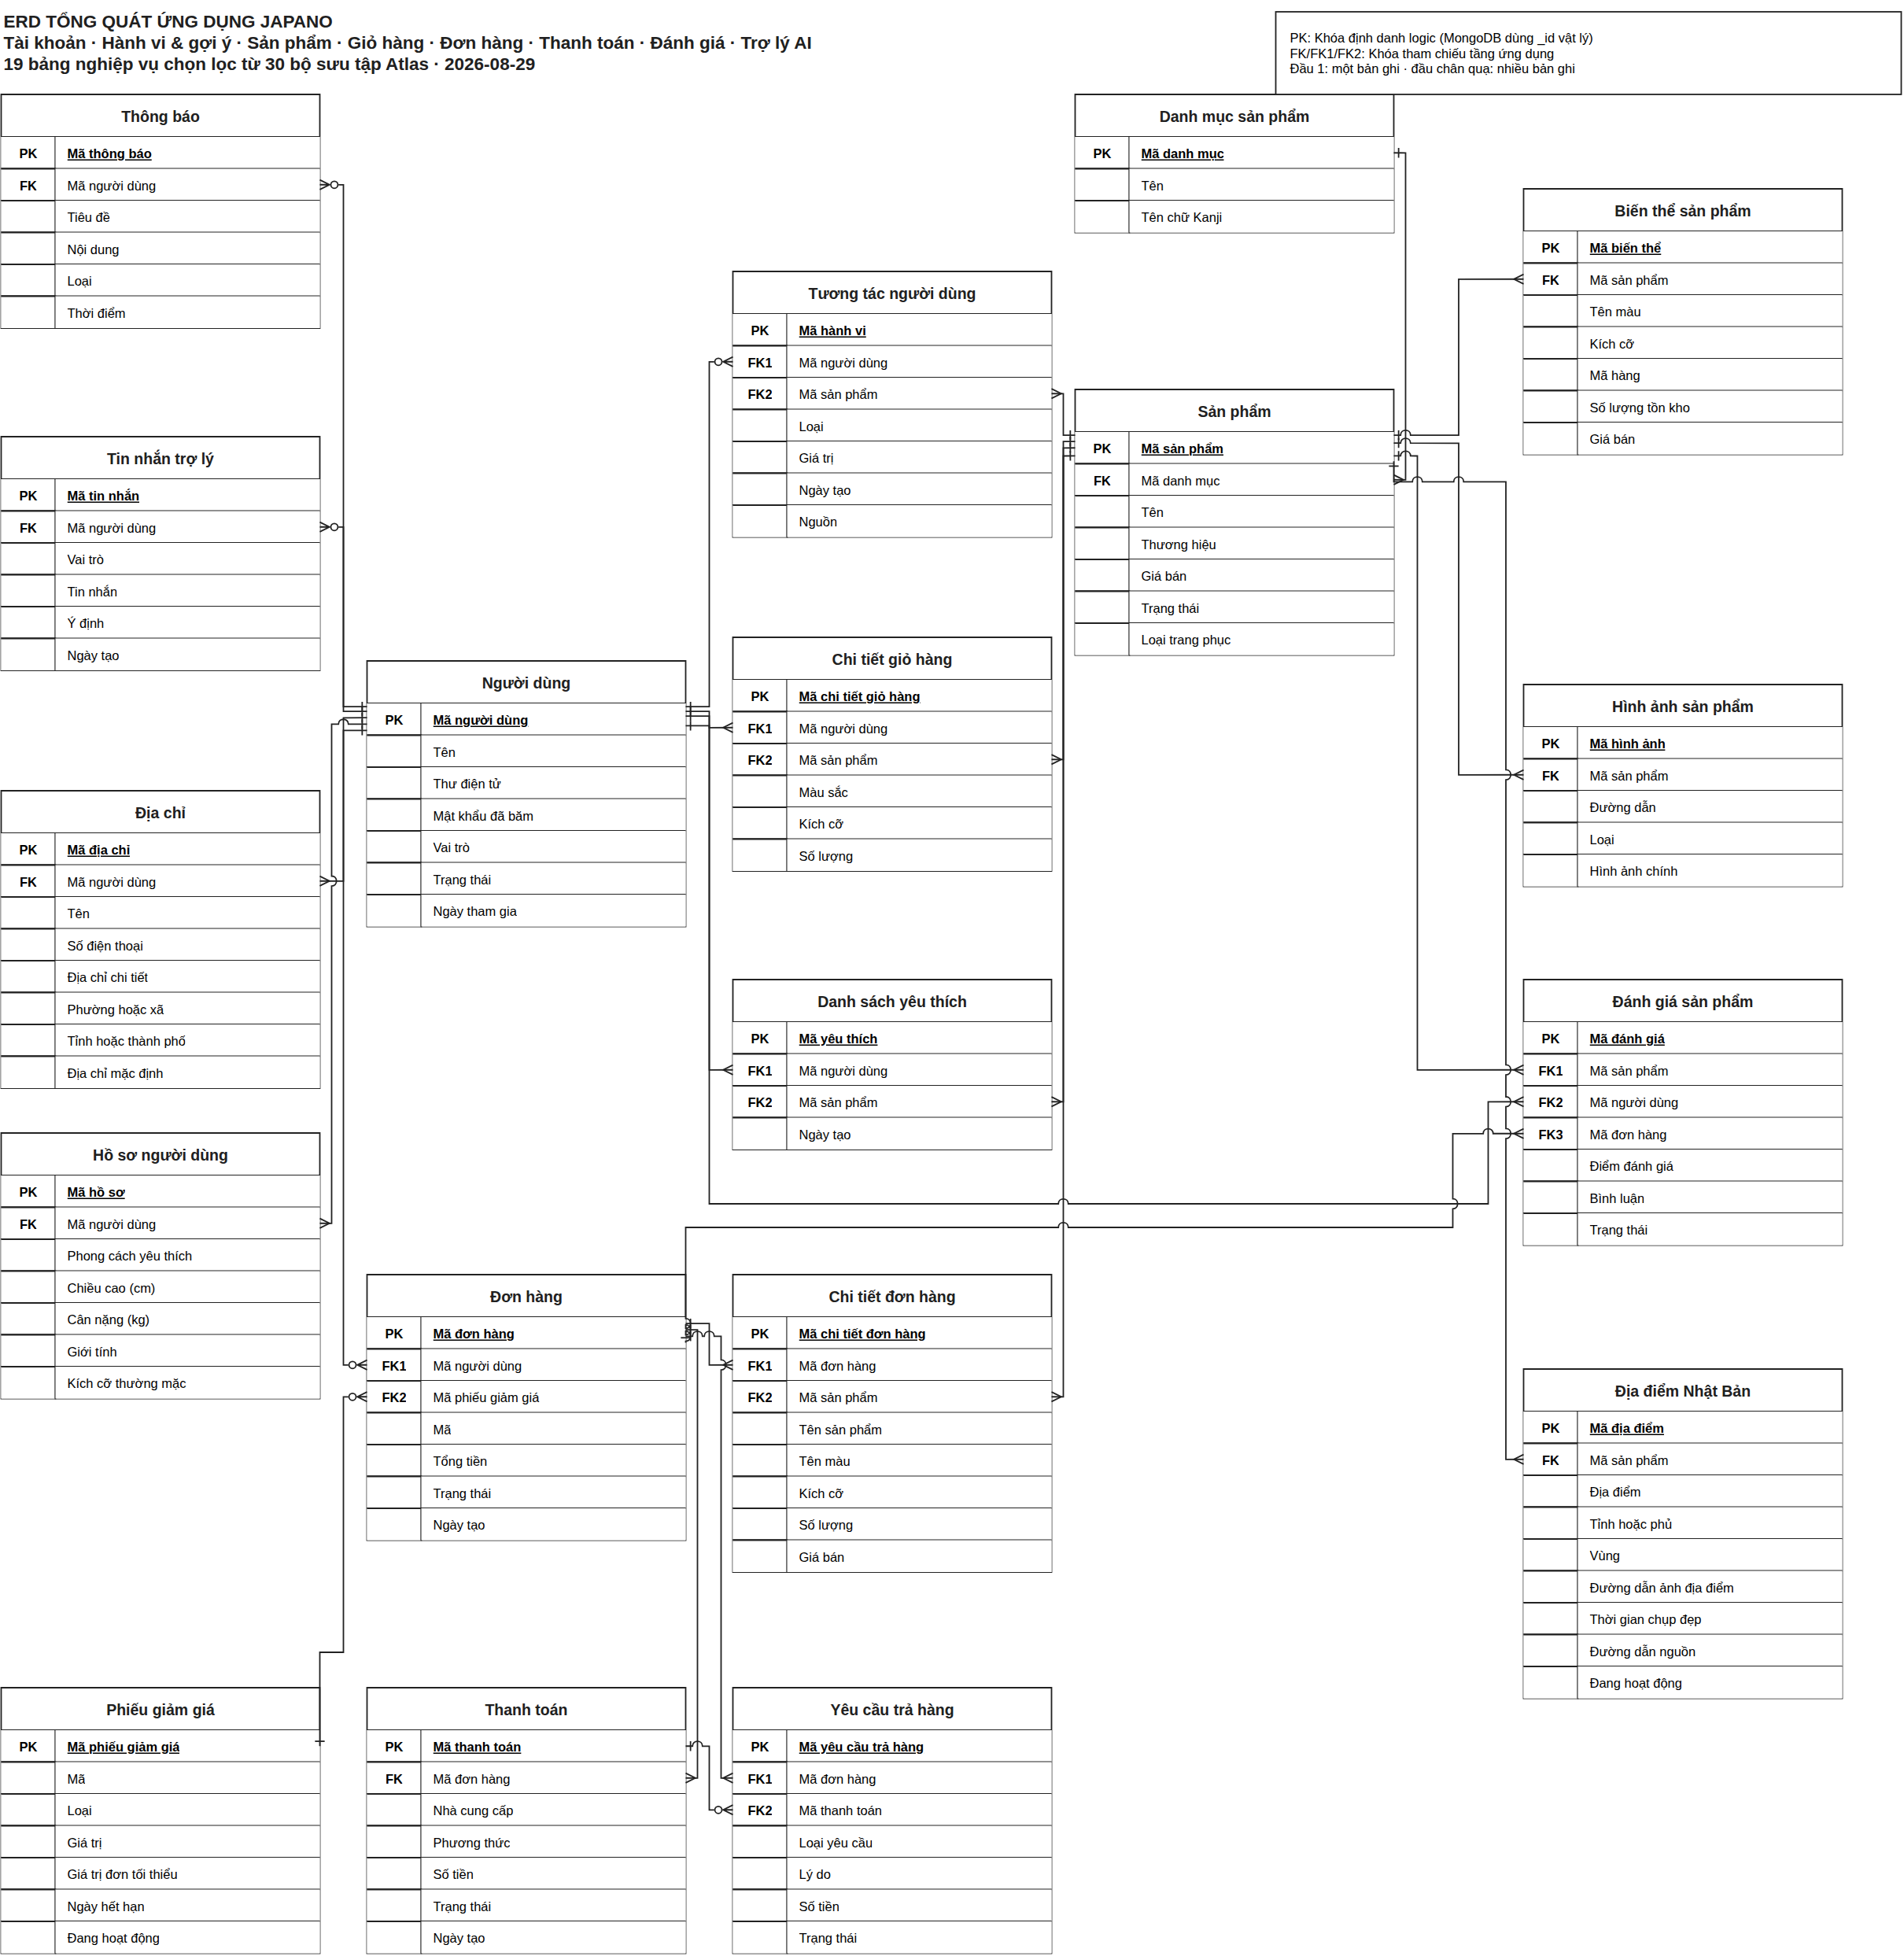 ERD TỔNG QUÁT ỨNG DỤNG JAPANO
Tài khoản · Hành vi & gợi ý · Sản phẩm · Giỏ hàng · Đơn hàng · Thanh toán · Đánh giá · Trợ lý AI
19 bảng nghiệp vụ chọn lọc từ 30 bộ sưu tập Atlas · 2026-08-29
PK: Khóa định danh logic (MongoDB dùng _id vật lý)
FK/FK1/FK2: Khóa tham chiếu tầng ứng dụng
Đầu 1: một bản ghi · đầu chân quạ: nhiều bản ghi
Thông báo
PK Mã thông báo
FK Mã người dùng
Tiêu đề
Nội dung
Loại
Thời điểm
Tin nhắn trợ lý
PK Mã tin nhắn
FK Mã người dùng
Vai trò
Tin nhắn
Ý định
Ngày tạo
Địa chỉ
PK Mã địa chỉ
FK Mã người dùng
Tên
Số điện thoại
Địa chỉ chi tiết
Phường hoặc xã
Tỉnh hoặc thành phố
Địa chỉ mặc định
Hồ sơ người dùng
PK Mã hồ sơ
FK Mã người dùng
Phong cách yêu thích
Chiều cao (cm)
Cân nặng (kg)
Giới tính
Kích cỡ thường mặc
Phiếu giảm giá
PK Mã phiếu giảm giá
Mã
Loại
Giá trị
Giá trị đơn tối thiểu
Ngày hết hạn
Đang hoạt động
Người dùng
PK Mã người dùng
Tên
Thư điện tử
Mật khẩu đã băm
Vai trò
Trạng thái
Ngày tham gia
Đơn hàng
PK Mã đơn hàng
FK1 Mã người dùng
FK2 Mã phiếu giảm giá
Mã
Tổng tiền
Trạng thái
Ngày tạo
Thanh toán
PK Mã thanh toán
FK Mã đơn hàng
Nhà cung cấp
Phương thức
Số tiền
Trạng thái
Ngày tạo
Tương tác người dùng
PK Mã hành vi
FK1 Mã người dùng
FK2 Mã sản phẩm
Loại
Giá trị
Ngày tạo
Nguồn
Chi tiết giỏ hàng
PK Mã chi tiết giỏ hàng
FK1 Mã người dùng
FK2 Mã sản phẩm
Màu sắc
Kích cỡ
Số lượng
Danh sách yêu thích
PK Mã yêu thích
FK1 Mã người dùng
FK2 Mã sản phẩm
Ngày tạo
Chi tiết đơn hàng
PK Mã chi tiết đơn hàng
FK1 Mã đơn hàng
FK2 Mã sản phẩm
Tên sản phẩm
Tên màu
Kích cỡ
Số lượng
Giá bán
Yêu cầu trả hàng
PK Mã yêu cầu trả hàng
FK1 Mã đơn hàng
FK2 Mã thanh toán
Loại yêu cầu
Lý do
Số tiền
Trạng thái
Danh mục sản phẩm
PK Mã danh mục
Tên
Tên chữ Kanji
Sản phẩm
PK Mã sản phẩm
FK Mã danh mục
Tên
Thương hiệu
Giá bán
Trạng thái
Loại trang phục
Biến thể sản phẩm
PK Mã biến thể
FK Mã sản phẩm
Tên màu
Kích cỡ
Mã hàng
Số lượng tồn kho
Giá bán
Hình ảnh sản phẩm
PK Mã hình ảnh
FK Mã sản phẩm
Đường dẫn
Loại
Hình ảnh chính
Đánh giá sản phẩm
PK Mã đánh giá
FK1 Mã sản phẩm
FK2 Mã người dùng
FK3 Mã đơn hàng
Điểm đánh giá
Bình luận
Trạng thái
Địa điểm Nhật Bản
PK Mã địa điểm
FK Mã sản phẩm
Địa điểm
Tỉnh hoặc phủ
Vùng
Đường dẫn ảnh địa điểm
Thời gian chụp đẹp
Đường dẫn nguồn
Đang hoạt động